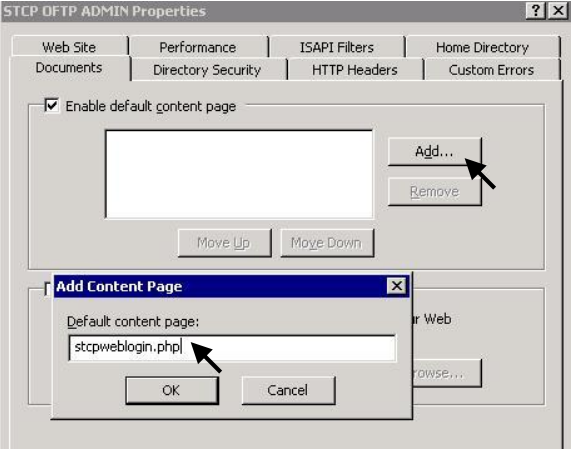 STCP OFTP ADMIN Properties
Web Site Performance ISAPI Filters Home Directory
Documents Directory Security HTTP Headers Custom Errors
Enable default content page
Add...
Remove
Move Up Move Down
Add Content Page
Default content page:
r Web
stcpweblogin.php
rowse...
OK Cancel